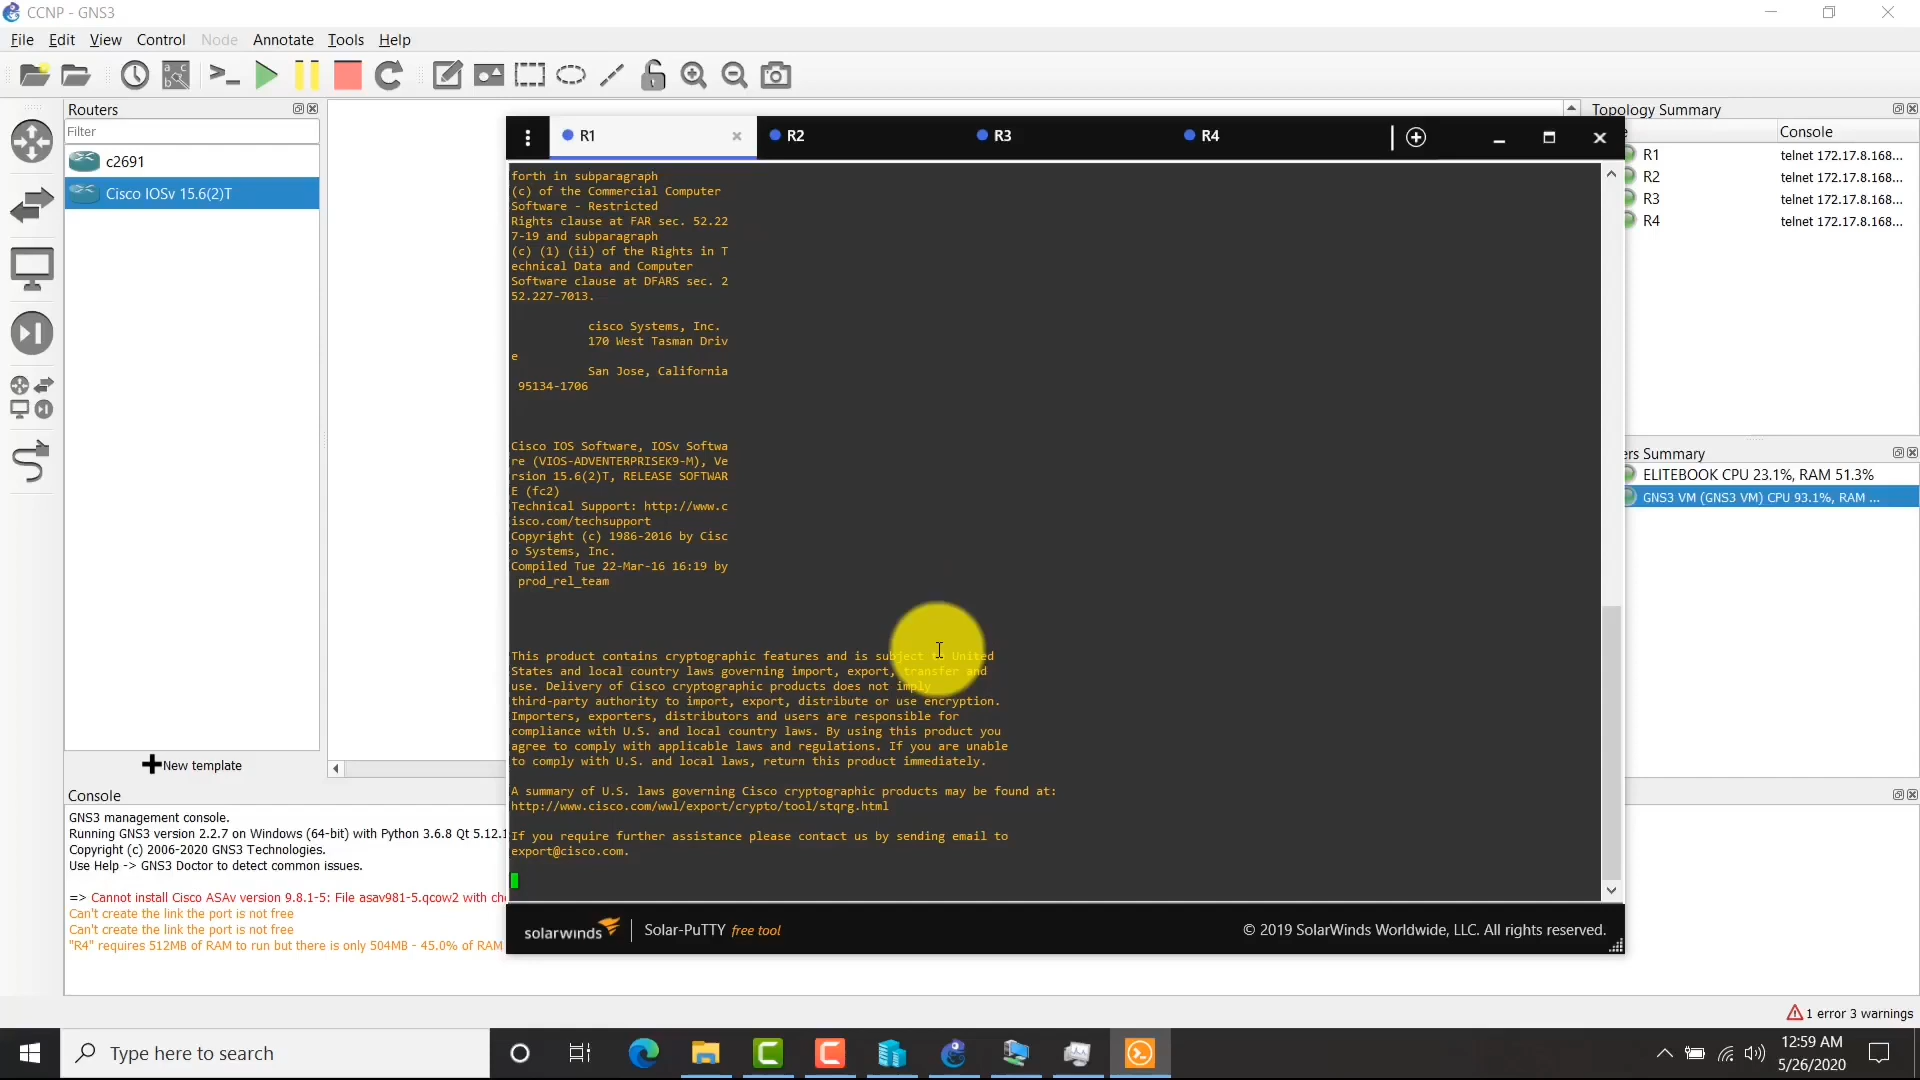 CCNP - GNS3
File Edit View Control Node Annotate Tools Help
Routers
Filter
c2691
Cisco IOSv 15.6(2)T
New template
R1
R2
R3
R4
forth in subparagraph
(c) of the Commercial Computer
Software - Restricted
Rights clause at FAR sec. 52.22
7-19 and subparagraph
(c) (1) (ii) of the Rights in T
echnical Data and Computer
Software clause at DFARS sec. 2
52.227-7013.
cisco Systems, Inc.
170 West Tasman Driv
e
San Jose, California
95134-1706
Cisco IOS Software, IOSv Softwa
re (VIOS-ADVENTERPRISEK9-M), Ve
rsion 15.6(2)T, RELEASE SOFTWAR
E (fc2)
Technical Support: http://www.c
isco.com/techsupport
Copyright (c) 1986-2016 by Cisc
o Systems, Inc.
Compiled Tue 22-Mar-16 16:19 by
prod_rel_team
This product contains cryptographic features and is subject to United
States and local country laws governing import, export, transfer and
use. Delivery of Cisco cryptographic products does not imply
third-party authority to import, export, distribute or use encryption.
Importers, exporters, distributors and users are responsible for
compliance with U.S. and local country laws. By using this product you
agree to comply with applicable laws and regulations. If you are unable
to comply with U.S. and local laws, return this product immediately.
A summary of U.S. laws governing Cisco cryptographic products may be found at:
http://www.cisco.com/wwl/export/crypto/tool/stqrg.html
If you require further assistance please contact us by sending email to
export@cisco.com.
solarwinds Solar-PuTTY free tool
© 2019 SolarWinds Worldwide, LLC. All rights reserved.
Topology Summary
Console
R1 telnet 172.17.8.168...
R2 telnet 172.17.8.168...
R3 telnet 172.17.8.168...
R4 telnet 172.17.8.168...
ers Summary
ELITEBOOK CPU 23.1%, RAM 51.3%
GNS3 VM (GNS3 VM) CPU 93.1%, RAM ...
Console
GNS3 management console.
Running GNS3 version 2.2.7 on Windows (64-bit) with Python 3.6.8 Qt 5.12.1
Copyright (c) 2006-2020 GNS3 Technologies.
Use Help -> GNS3 Doctor to detect common issues.
=> Cannot install Cisco ASAv version 9.8.1-5: File asav981-5.qcow2 with ch
Can't create the link the port is not free
Can't create the link the port is not free
"R4" requires 512MB of RAM to run but there is only 504MB - 45.0% of RAM
1 error 3 warnings
Type here to search
12:59 AM
5/26/2020